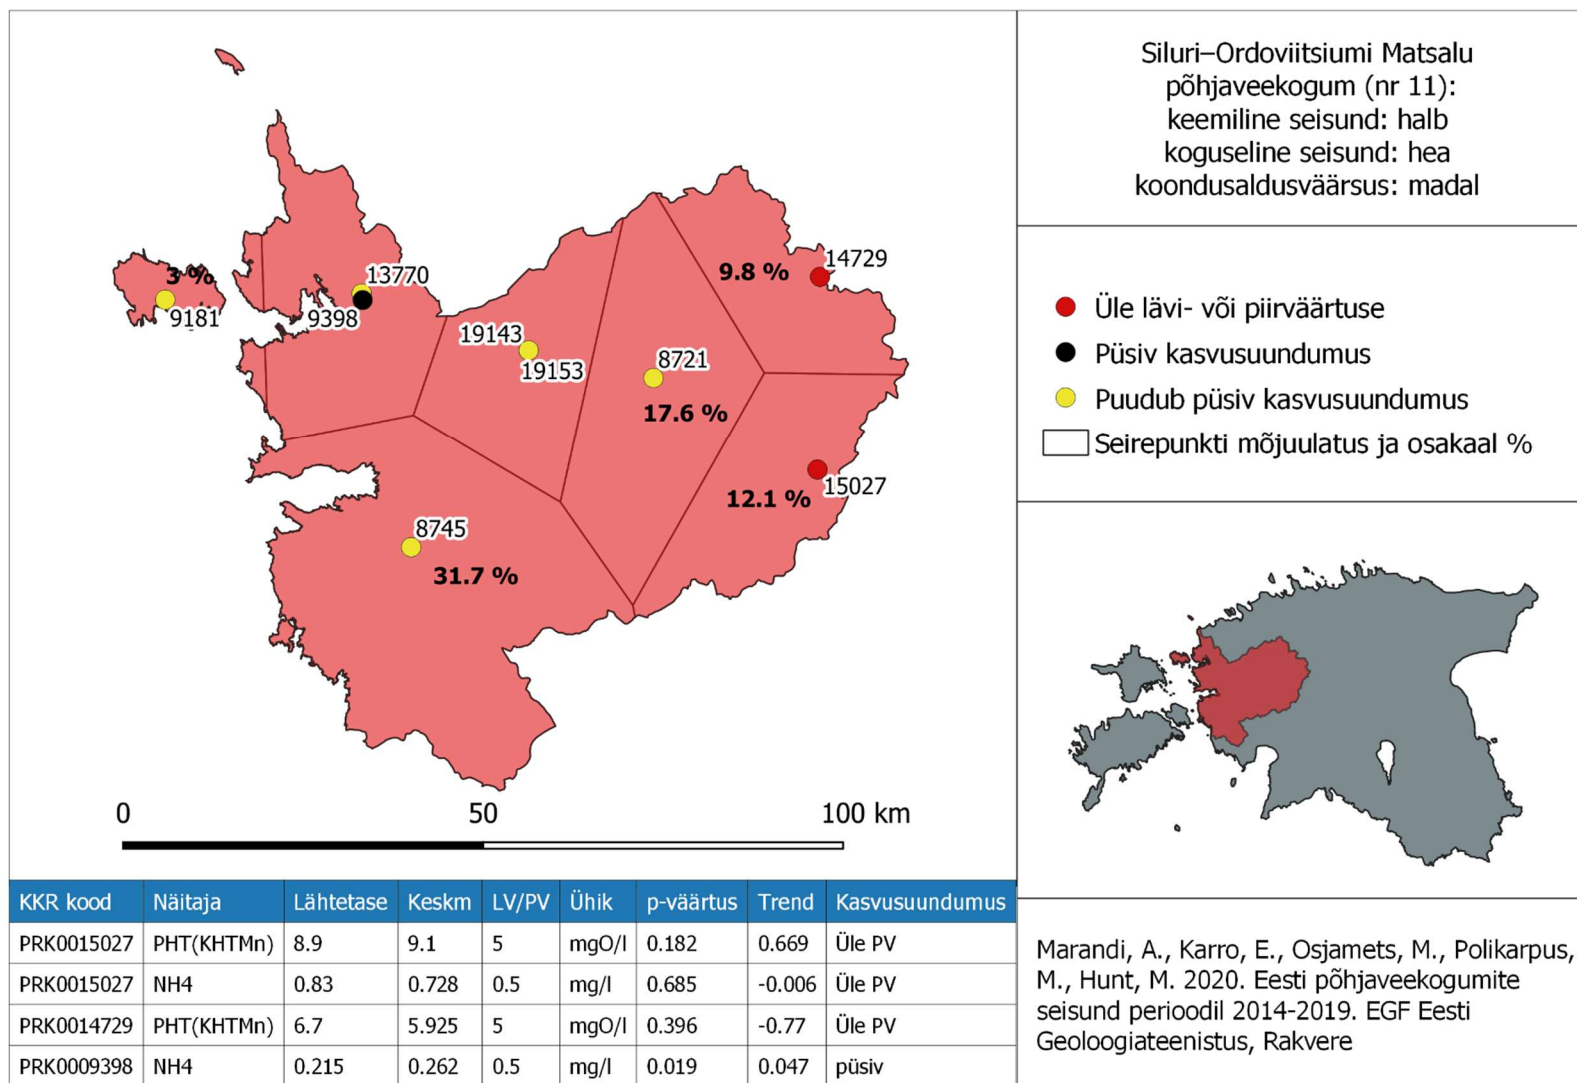 3 %
9181
13770
9398
19143
19153
8721
17.6 %
9.8 %
14729
12.1 %
15027
8745
31.7 %
0 50 100 km
Siluri–Ordoviitsiumi Matsalu
põhjaveekogum (nr 11):
keemiline seisund: halb
koguseline seisund: hea
koondusaldusväärsus: madal
Üle lävi- või piirväärtuse
Püsiv kasvusuundumus
Puudub püsiv kasvusuundumus
Seirepunkti mõjuulatus ja osakaal %
KKR kood Näitaja Lähtetase Keskm LV/PV Ühik p-väärtus Trend Kasvusuundumus
PRK0015027 PHT(KHTMn) 8.9 9.1 5 mgO/l 0.182 0.669 Üle PV
PRK0015027 NH4 0.83 0.728 0.5 mg/l 0.685 -0.006 Üle PV
PRK0014729 PHT(KHTMn) 6.7 5.925 5 mgO/l 0.396 -0.77 Üle PV
PRK0009398 NH4 0.215 0.262 0.5 mg/l 0.019 0.047 püsiv
Marandi, A., Karro, E., Osjamets, M., Polikarpus,
M., Hunt, M. 2020. Eesti põhjaveekogumite
seisund perioodil 2014-2019. EGF Eesti
Geoloogiateenistus, Rakvere